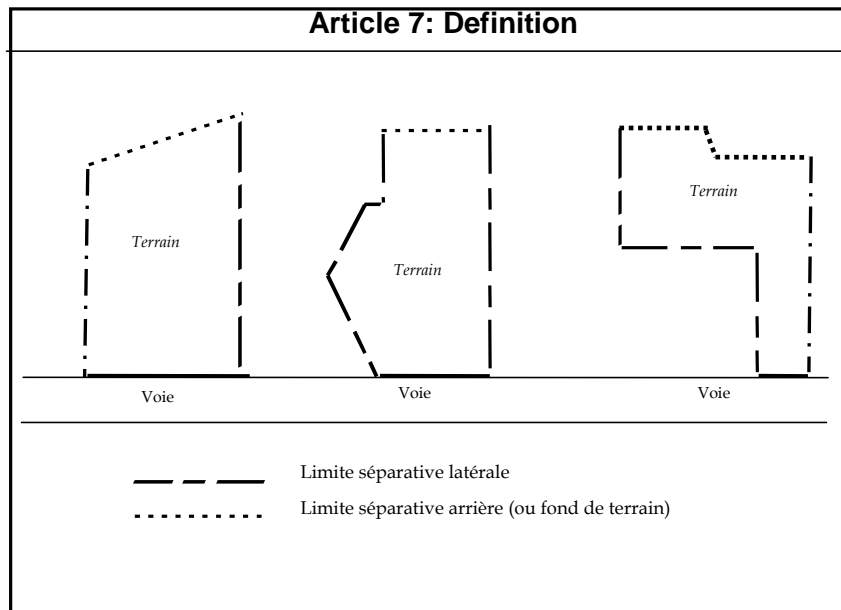 Article 7: Definition
Terrain
Terrain
Terrain
Voie
Voie
Voie
Limite séparative latérale
Limite séparative arrière (ou fond de terrain)